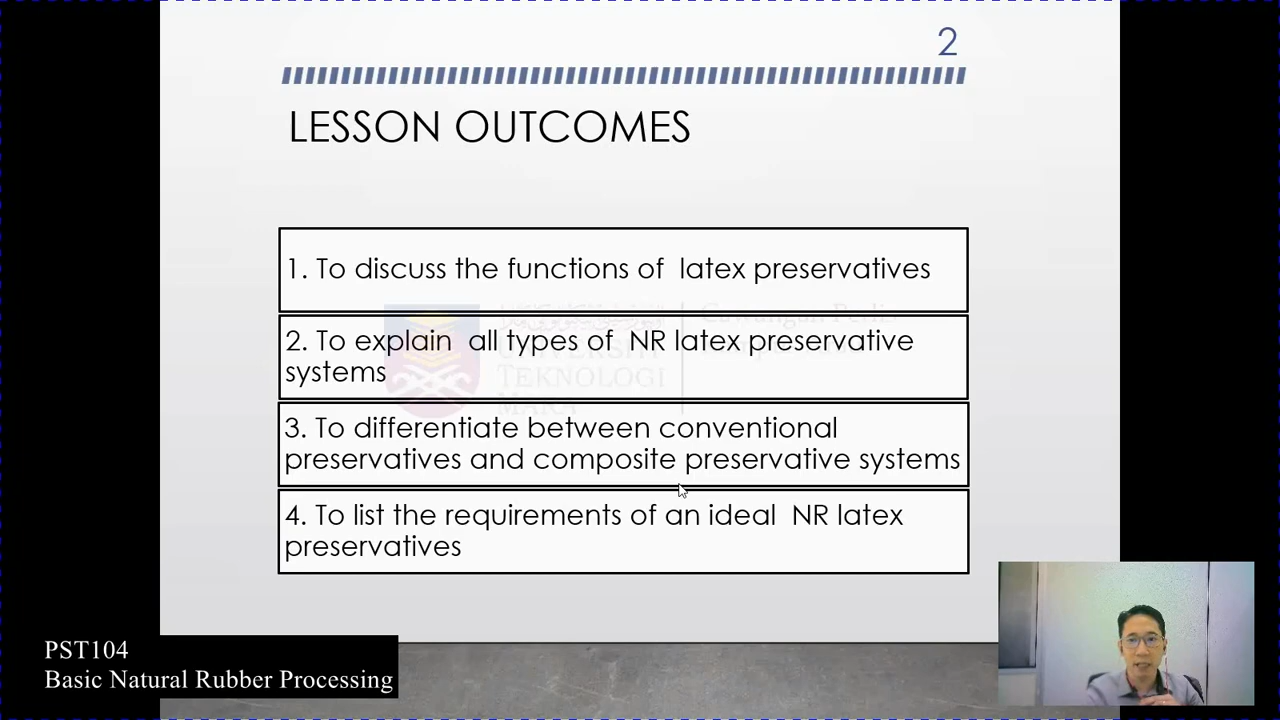 2
LESSON OUTCOMES
1. To discuss the functions of latex preservatives
2. To explain all types of NR latex preservative
systems
UNIVERSITI
TEKNOLOGI
MARA
Cawangan Perlis
3. To differentiate between conventional
preservatives and composite preservative systems
4. To list the requirements of an ideal NR latex
preservatives
PST104
Basic Natural Rubber Processing